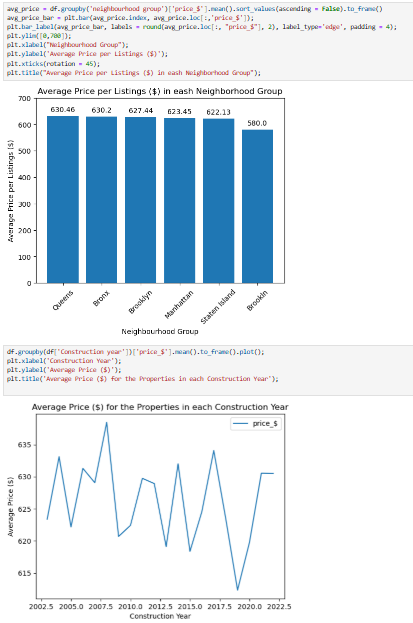 avg_price = df.groupby('neighbourhood group')['price_$'].mean().sort_values(ascending = False).to_frame()
avg_price_bar = plt.bar(avg_price.index, avg_price.loc[:,'price_$'])
plt.bar_label(avg_price_bar, labels = round(avg_price.loc[:, "price_$"], 2), label_type='edge', padding = 4);
plt.ylim([0,700]);
plt.xlabel("Neighbourhood Group");
plt.ylabel('Average Price per Listings ($)');
plt.xticks(rotation = 45);
plt.title("Average Price per Listings ($) in eash Neighborhood Group");
Average Price per Listings ($) in eash Neighborhood Group
700
600
500
400
300
200
100
0
Average Price per Listings ($)
630.46 630.2 627.44 623.45 622.13 580.0
Queens Bronx Brooklyn Manhattan Staten Island Brookln
Neighbourhood Group
df.groupby(df['Construction year'])['price_$'].mean().to_frame().plot();
plt.xlabel('Construction Year');
plt.ylabel('Average Price ($)');
plt.title('Average Price ($) for the Properties in each Construction Year');
Average Price ($) for the Properties in each Construction Year
price_$
635
630
625
620
615
Average Price ($)
2002.5 2005.0 2007.5 2010.0 2012.5 2015.0 2017.5 2020.0 2022.5
Construction Year